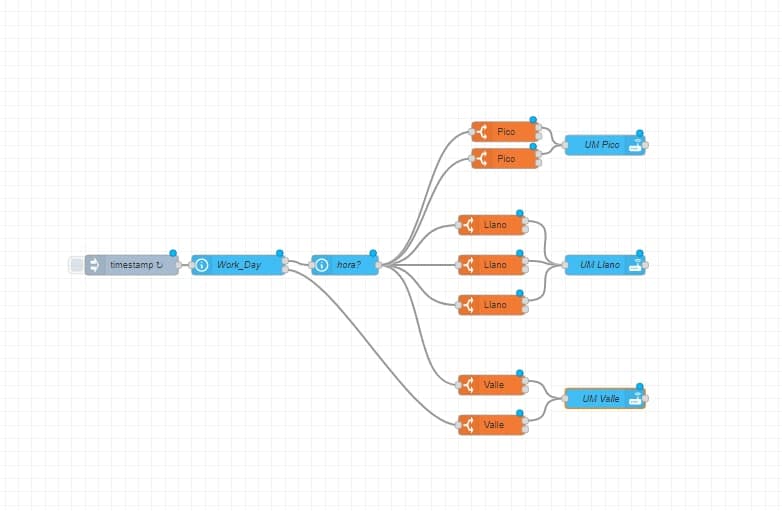 Pico
Pico
UM Pico
Llano
timestamp ↻
Work_Day
hora?
Llano
UM Llano
Llano
Valle
UM Valle
Valle